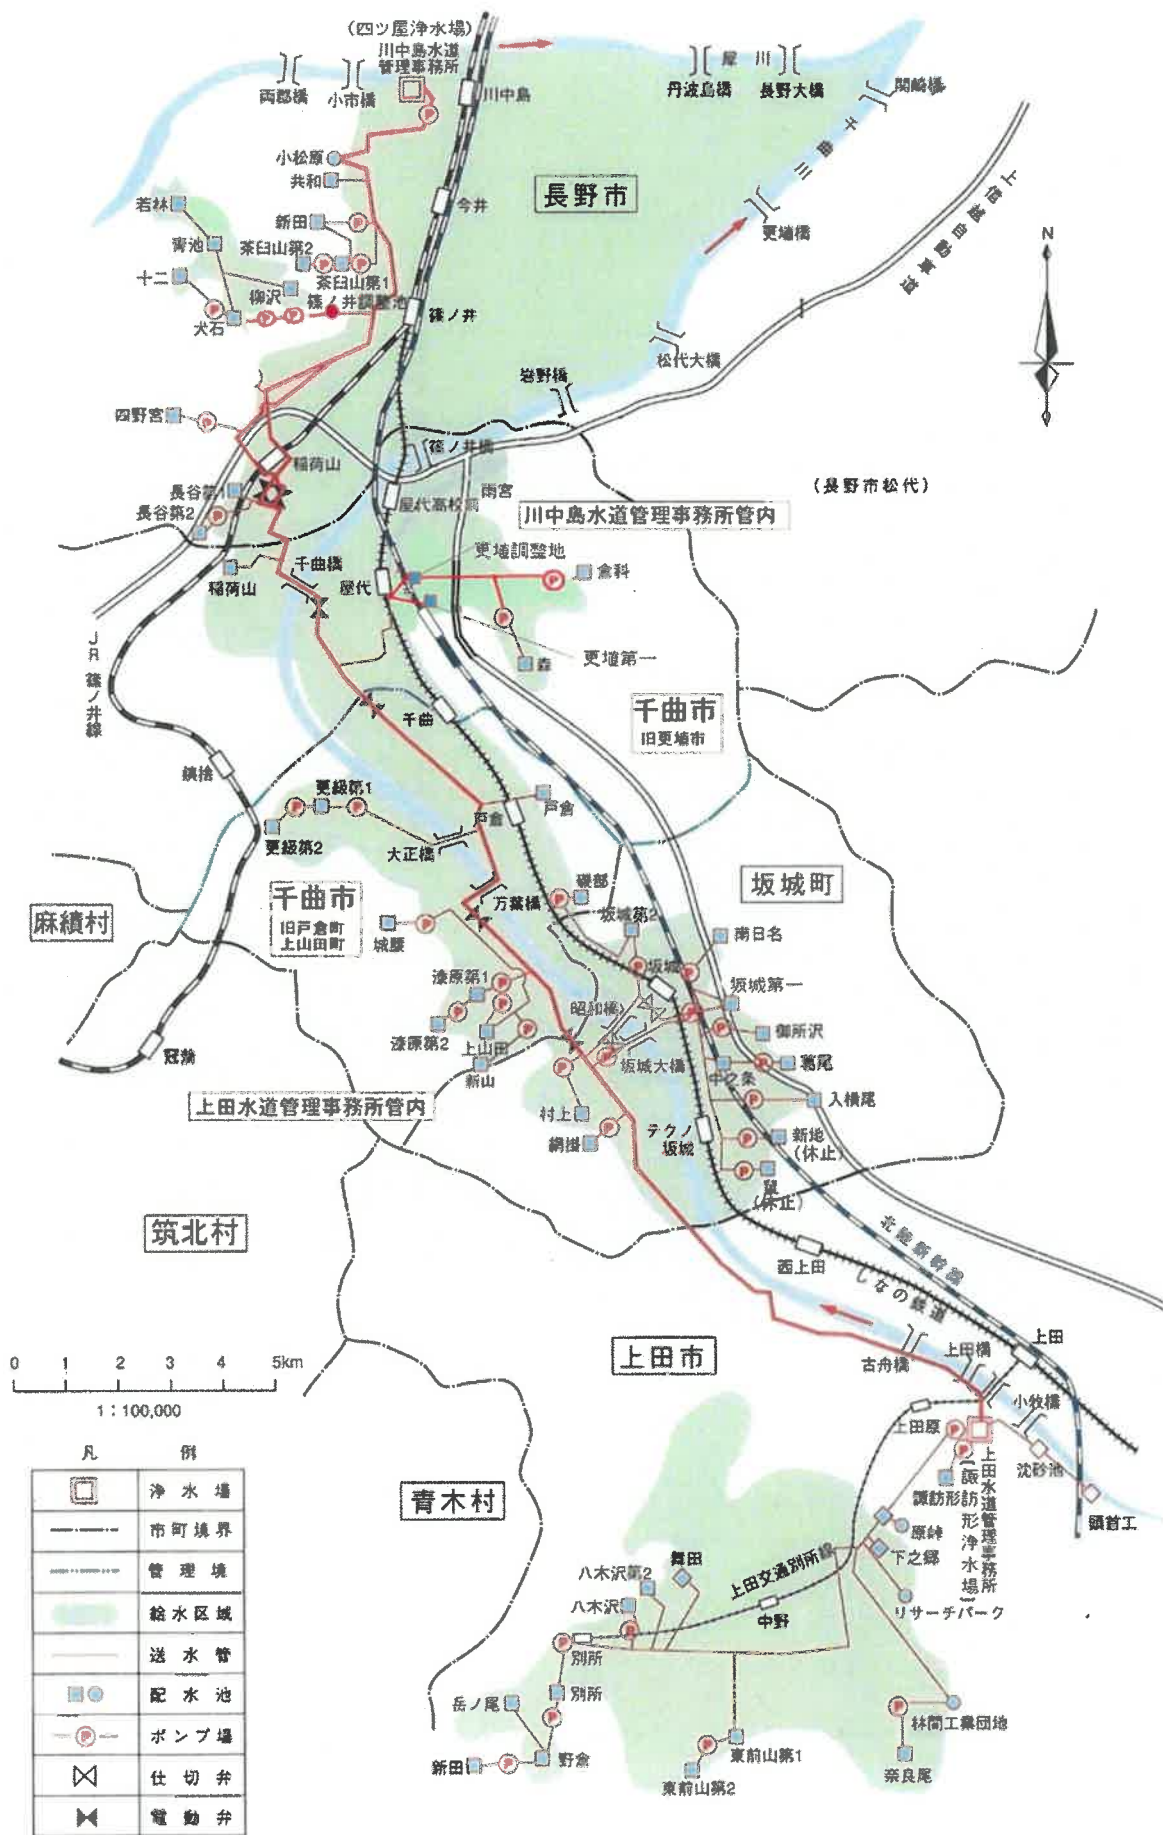 (四ツ屋浄水場)
川中島水道
管理事務所
両郡橋
小市橋
川中島
丹波島橋
犀川
長野大橋
関崎橋
千曲川
小松原
共和
長野市
今井
若林
新田
更埴橋
上信越自動車道
青池
茶臼山第2
茶臼山第1
十二
柳沢
篠ノ井調整池
犬石
篠ノ井
N
松代大橋
岩野橋
四野宮
篠ノ井橋
稲荷山
(長野市松代)
長谷第1
屋代高校前
雨宮
長谷第2
川中島水道管理事務所管内
更埴調整地
千曲橋
稲荷山
屋代
倉科
JR篠ノ井線
森
更埴第一
千曲市
旧更埴市
千曲
姨捨
更級第1
戸倉
戸倉
更級第2
大正橋
坂城町
千曲市
旧戸倉町
上山田町
麻績村
万葉橋
磯部
坂城第2
城腰
南日名
坂城
漆原第1
坂城第一
昭和橋
漆原第2
上山田
御所沢
冠着
新山
坂城大橋
中之条
葛尾
上田水道管理事務所管内
入横尾
村上
網掛
テクノ
坂城
新地
(休止)
鼠
(休止)
筑北村
北陸新幹線
西上田
しなの鉄道
上田市
古舟橋
上田橋
上田
0 1 2 3 4 5km
1:100,000
小牧橋
上田原
沈砂池
諏訪形
上田水道管理事務所
(諏訪形浄水場)
頭首工
青木村
原峠
下之郷
舞田
八木沢第2
上田交通別所線
リサーチパーク
八木沢
中野
別所
別所
岳ノ尾
林間工業団地
新田
野倉
東前山第1
東前山第2
奈良尾
凡例
浄水場
市町境界
管理境
給水区域
送水管
配水池
P ポンプ場
仕切弁
電動弁